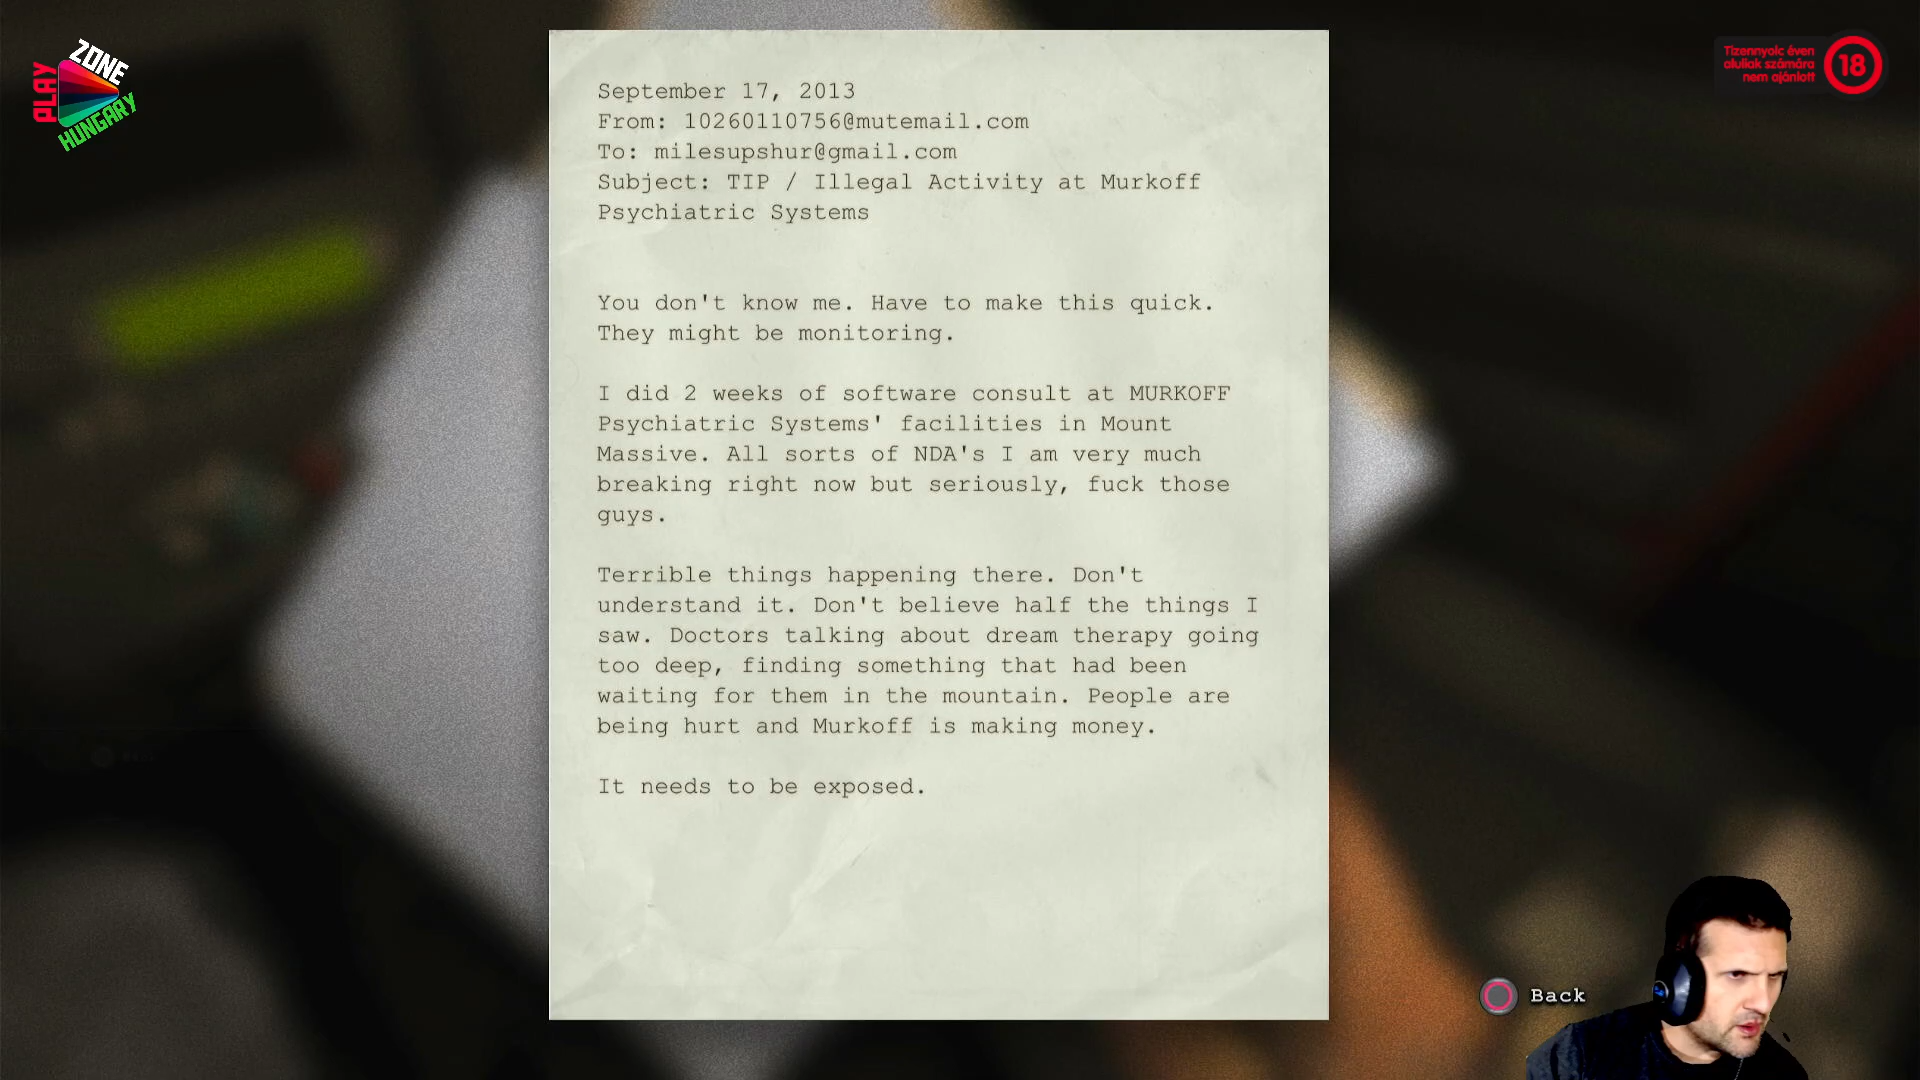 PLAY
ZONE
HUNGARY
Tizennyolc éven
aluliak számára
nem ajánlott
18
September 17, 2013
From: 10260110756@mutemail.com
To: milesupshur@gmail.com
Subject: TIP / Illegal Activity at Murkoff
Psychiatric Systems
You don't know me. Have to make this quick.
They might be monitoring.
I did 2 weeks of software consult at MURKOFF
Psychiatric Systems' facilities in Mount
Massive. All sorts of NDA's I am very much
breaking right now but seriously, fuck those
guys.
Terrible things happening there. Don't
understand it. Don't believe half the things I
saw. Doctors talking about dream therapy going
too deep, finding something that had been
waiting for them in the mountain. People are
being hurt and Murkoff is making money.
It needs to be exposed.
Back